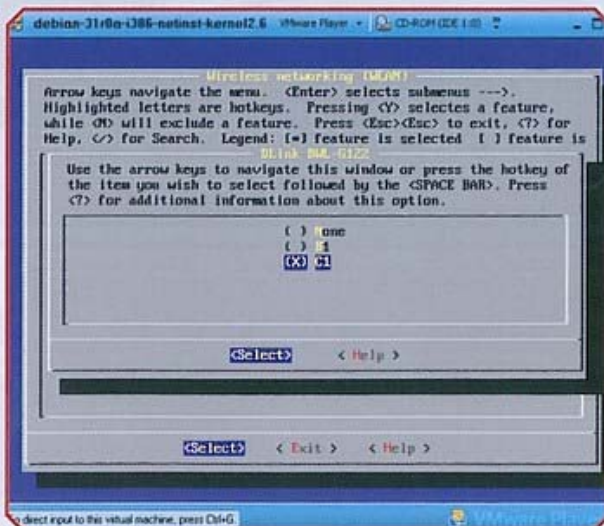 debian-31r0a-i386-netinst-kernel2.6 VMware Player CD-ROM (IDE 1:0)
Wireless networking (WLAN)
Arrow keys navigate the menu. <Enter> selects submenus --->.
Highlighted letters are hotkeys. Pressing <Y> selectes a feature,
while <M> will exclude a feature. Press <Esc><Esc> to exit, <?> for
Help, </> for Search. Legend: [*] feature is selected [ ] feature is
DLink DWL-G122
Use the arrow keys to navigate this window or press the hotkey of
the item you wish to select followed by the <SPACE BAR>. Press
<?> for additional information about this option.
( ) None
( ) B1
(X) C1
<Select> < Help >
<Select> < Exit > < Help >
o direct input to this virtual machine, press Ctrl+G.
VMware Player